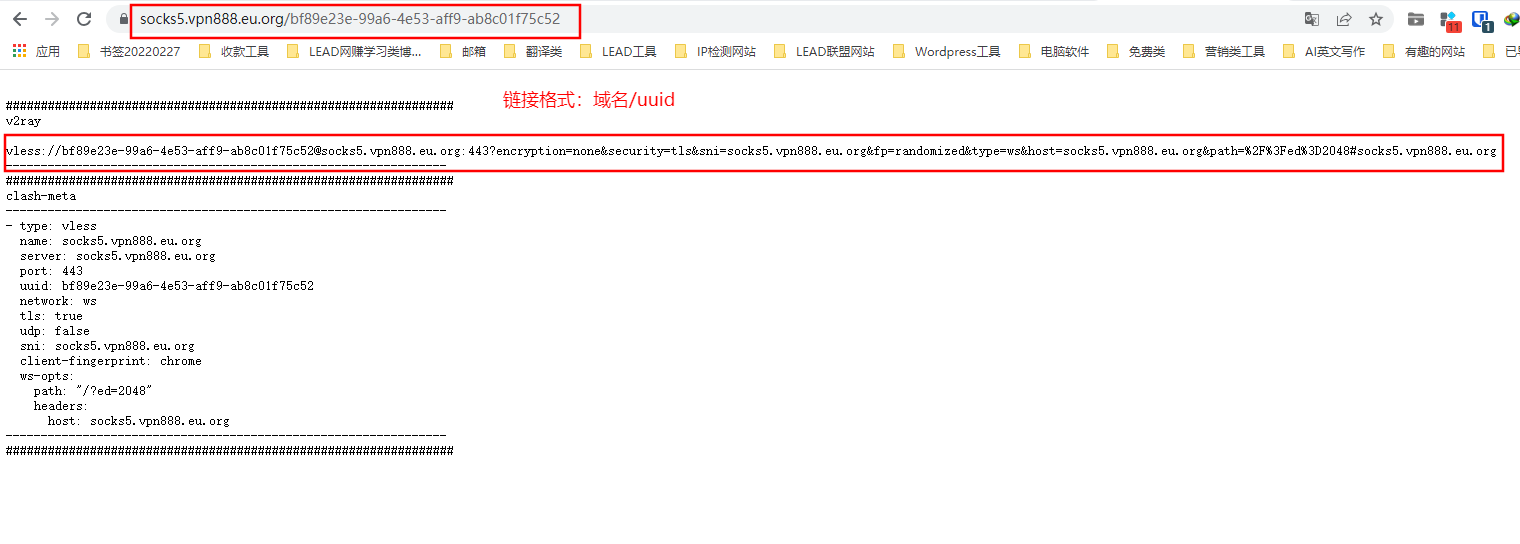 socks5.vpn888.eu.org/bf89e23e-99a6-4e53-aff9-ab8c01f75c52
11
1
应用 书签20220227 收款工具 LEAD网赚学习类博... 邮箱 翻译类 LEAD工具 IP检测网站 LEAD联盟网站 Wordpress工具 电脑软件 免费类 营销类工具 AI英文写作 有趣的网站
链接格式：域名/uuid
################################################################
v2ray
vless://bf89e23e-99a6-4e53-aff9-ab8c01f75c52@socks5.vpn888.eu.org:443?encryption=none&security=tls&sni=socks5.vpn888.eu.org&fp=randomized&type=ws&host=socks5.vpn888.eu.org&path=%2F%3Fed%3D2048#socks5.vpn888.eu.org
---------------------------------------------------------------
################################################################
clash-meta
---------------------------------------------------------------
- type: vless
  name: socks5.vpn888.eu.org
  server: socks5.vpn888.eu.org
  port: 443
  uuid: bf89e23e-99a6-4e53-aff9-ab8c01f75c52
  network: ws
  tls: true
  udp: false
  sni: socks5.vpn888.eu.org
  client-fingerprint: chrome
  ws-opts:
    path: "/?ed=2048"
    headers:
      host: socks5.vpn888.eu.org
---------------------------------------------------------------
################################################################